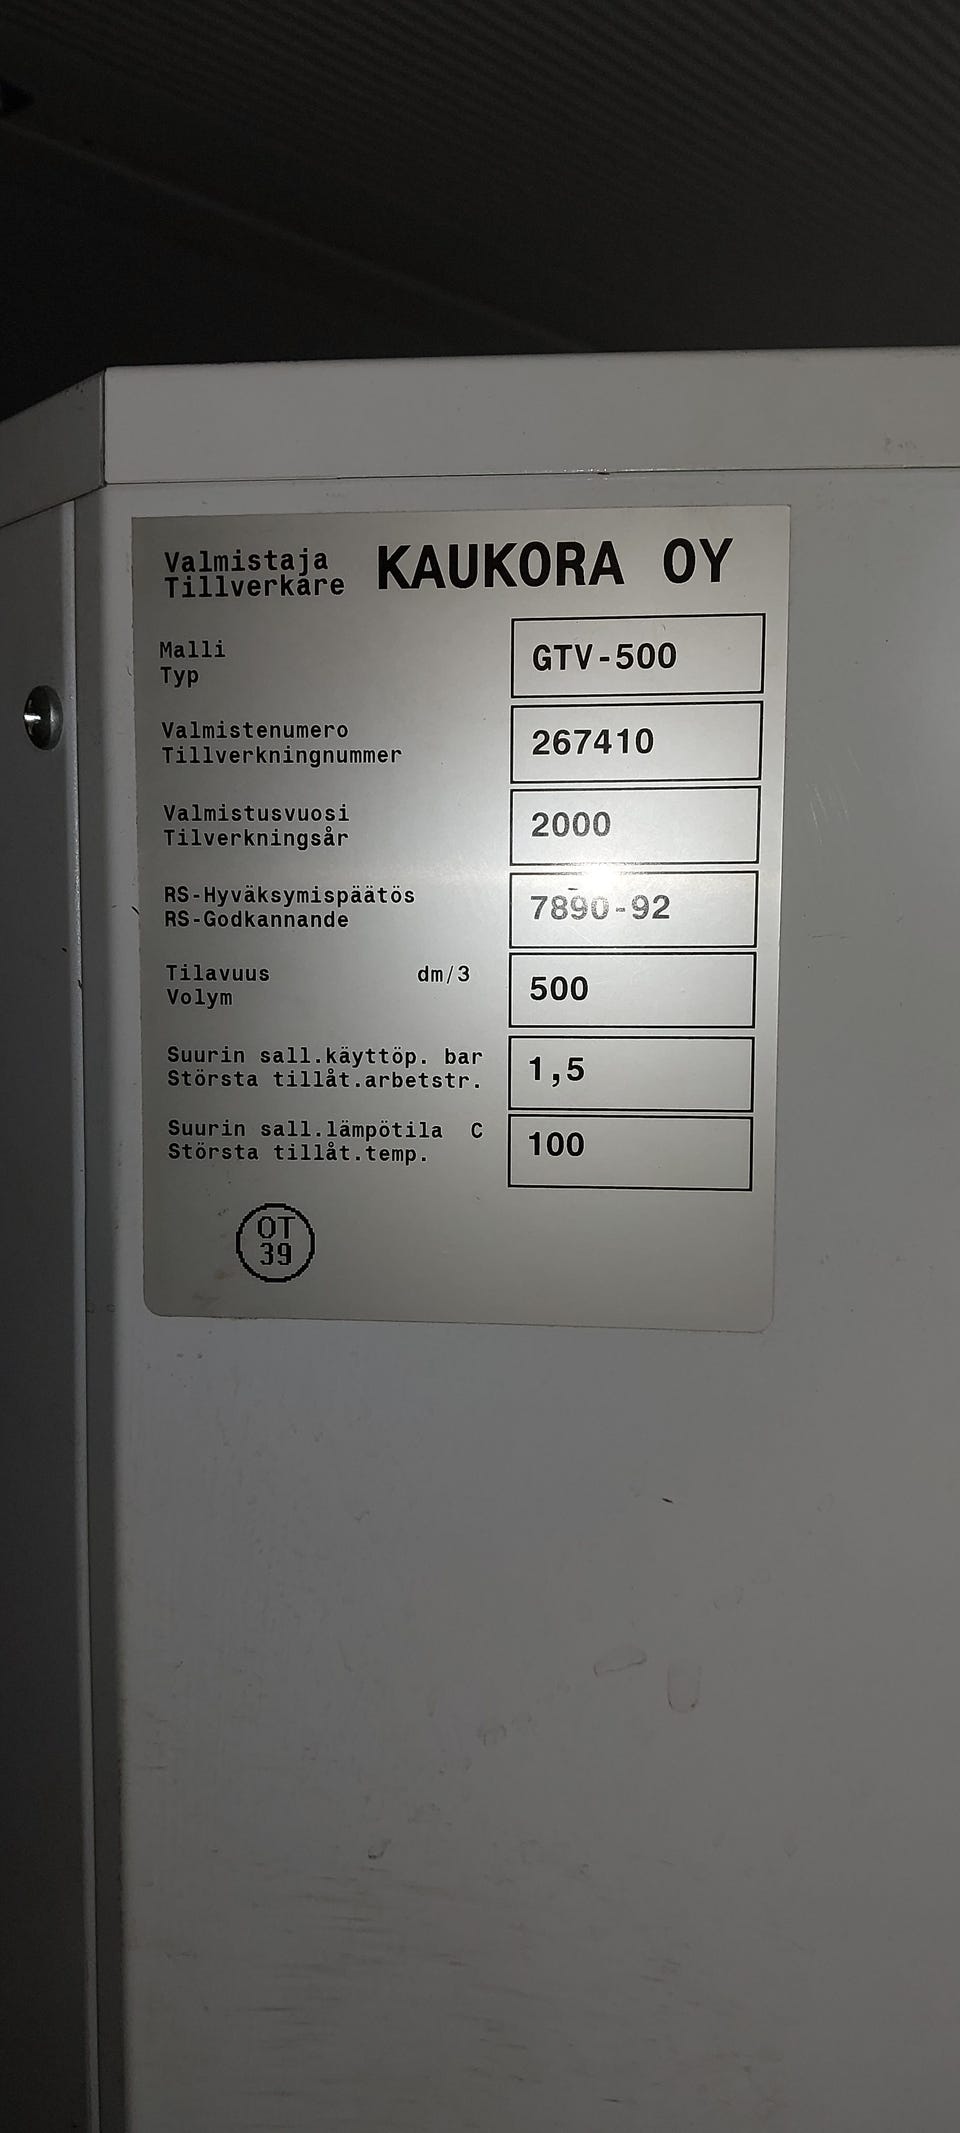 Valmistaja KAUKORA OY
Tillverkare
Malli GTV-500
Typ
Valmistenumero 267410
Tillverkningnummer
Valmistusvuosi 2000
Tilverkningsår
RS-Hyväksymispäätös 7890-92
RS-Godkannande
Tilavuus dm/3 500
Volym
Suurin sall.käyttöp. bar 1,5
Största tillåt.arbetstr.
Suurin sall.lämpötila C 100
Största tillåt.temp.
OT
39